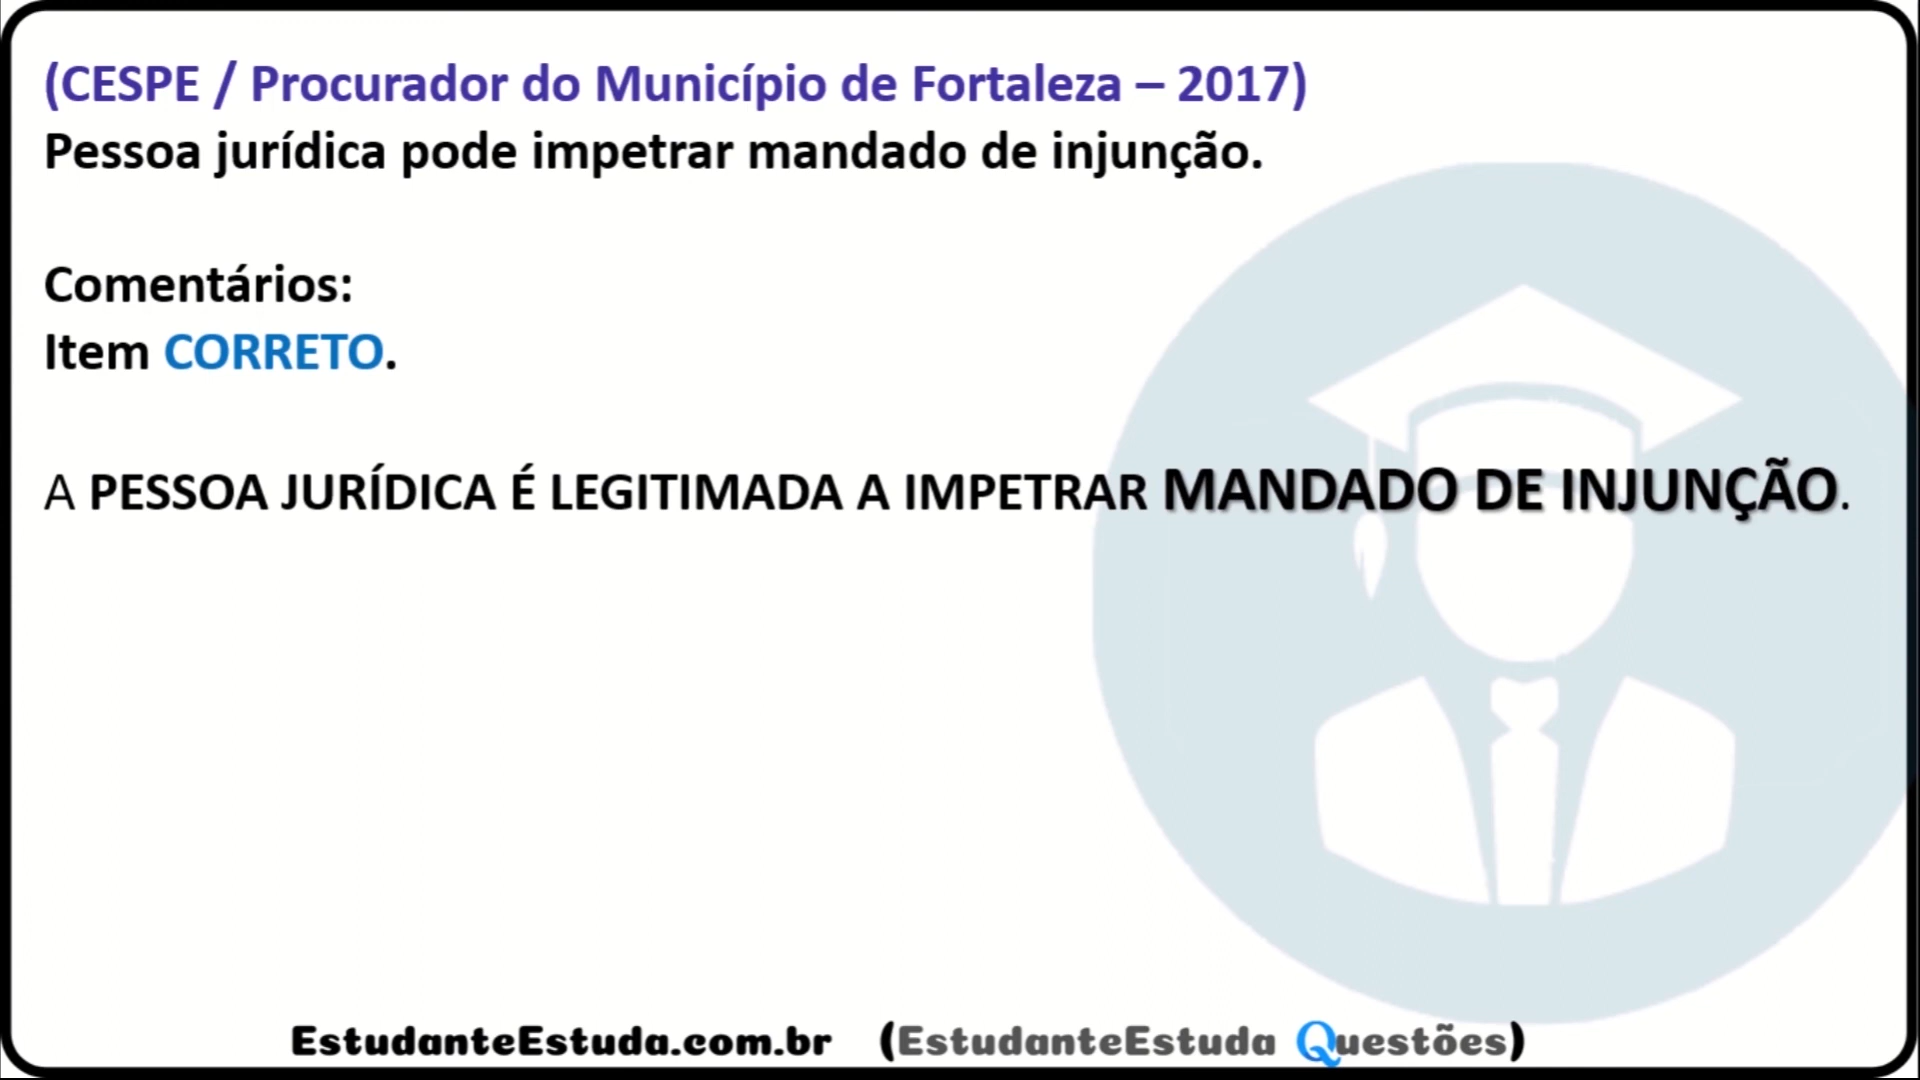 (CESPE / Procurador do Município de Fortaleza – 2017)
Pessoa jurídica pode impetrar mandado de injunção.
Comentários:
Item CORRETO.
A PESSOA JURÍDICA É LEGITIMADA A IMPETRAR MANDADO DE INJUNÇÃO.
EstudanteEstuda.com.br (EstudanteEstuda Questões)